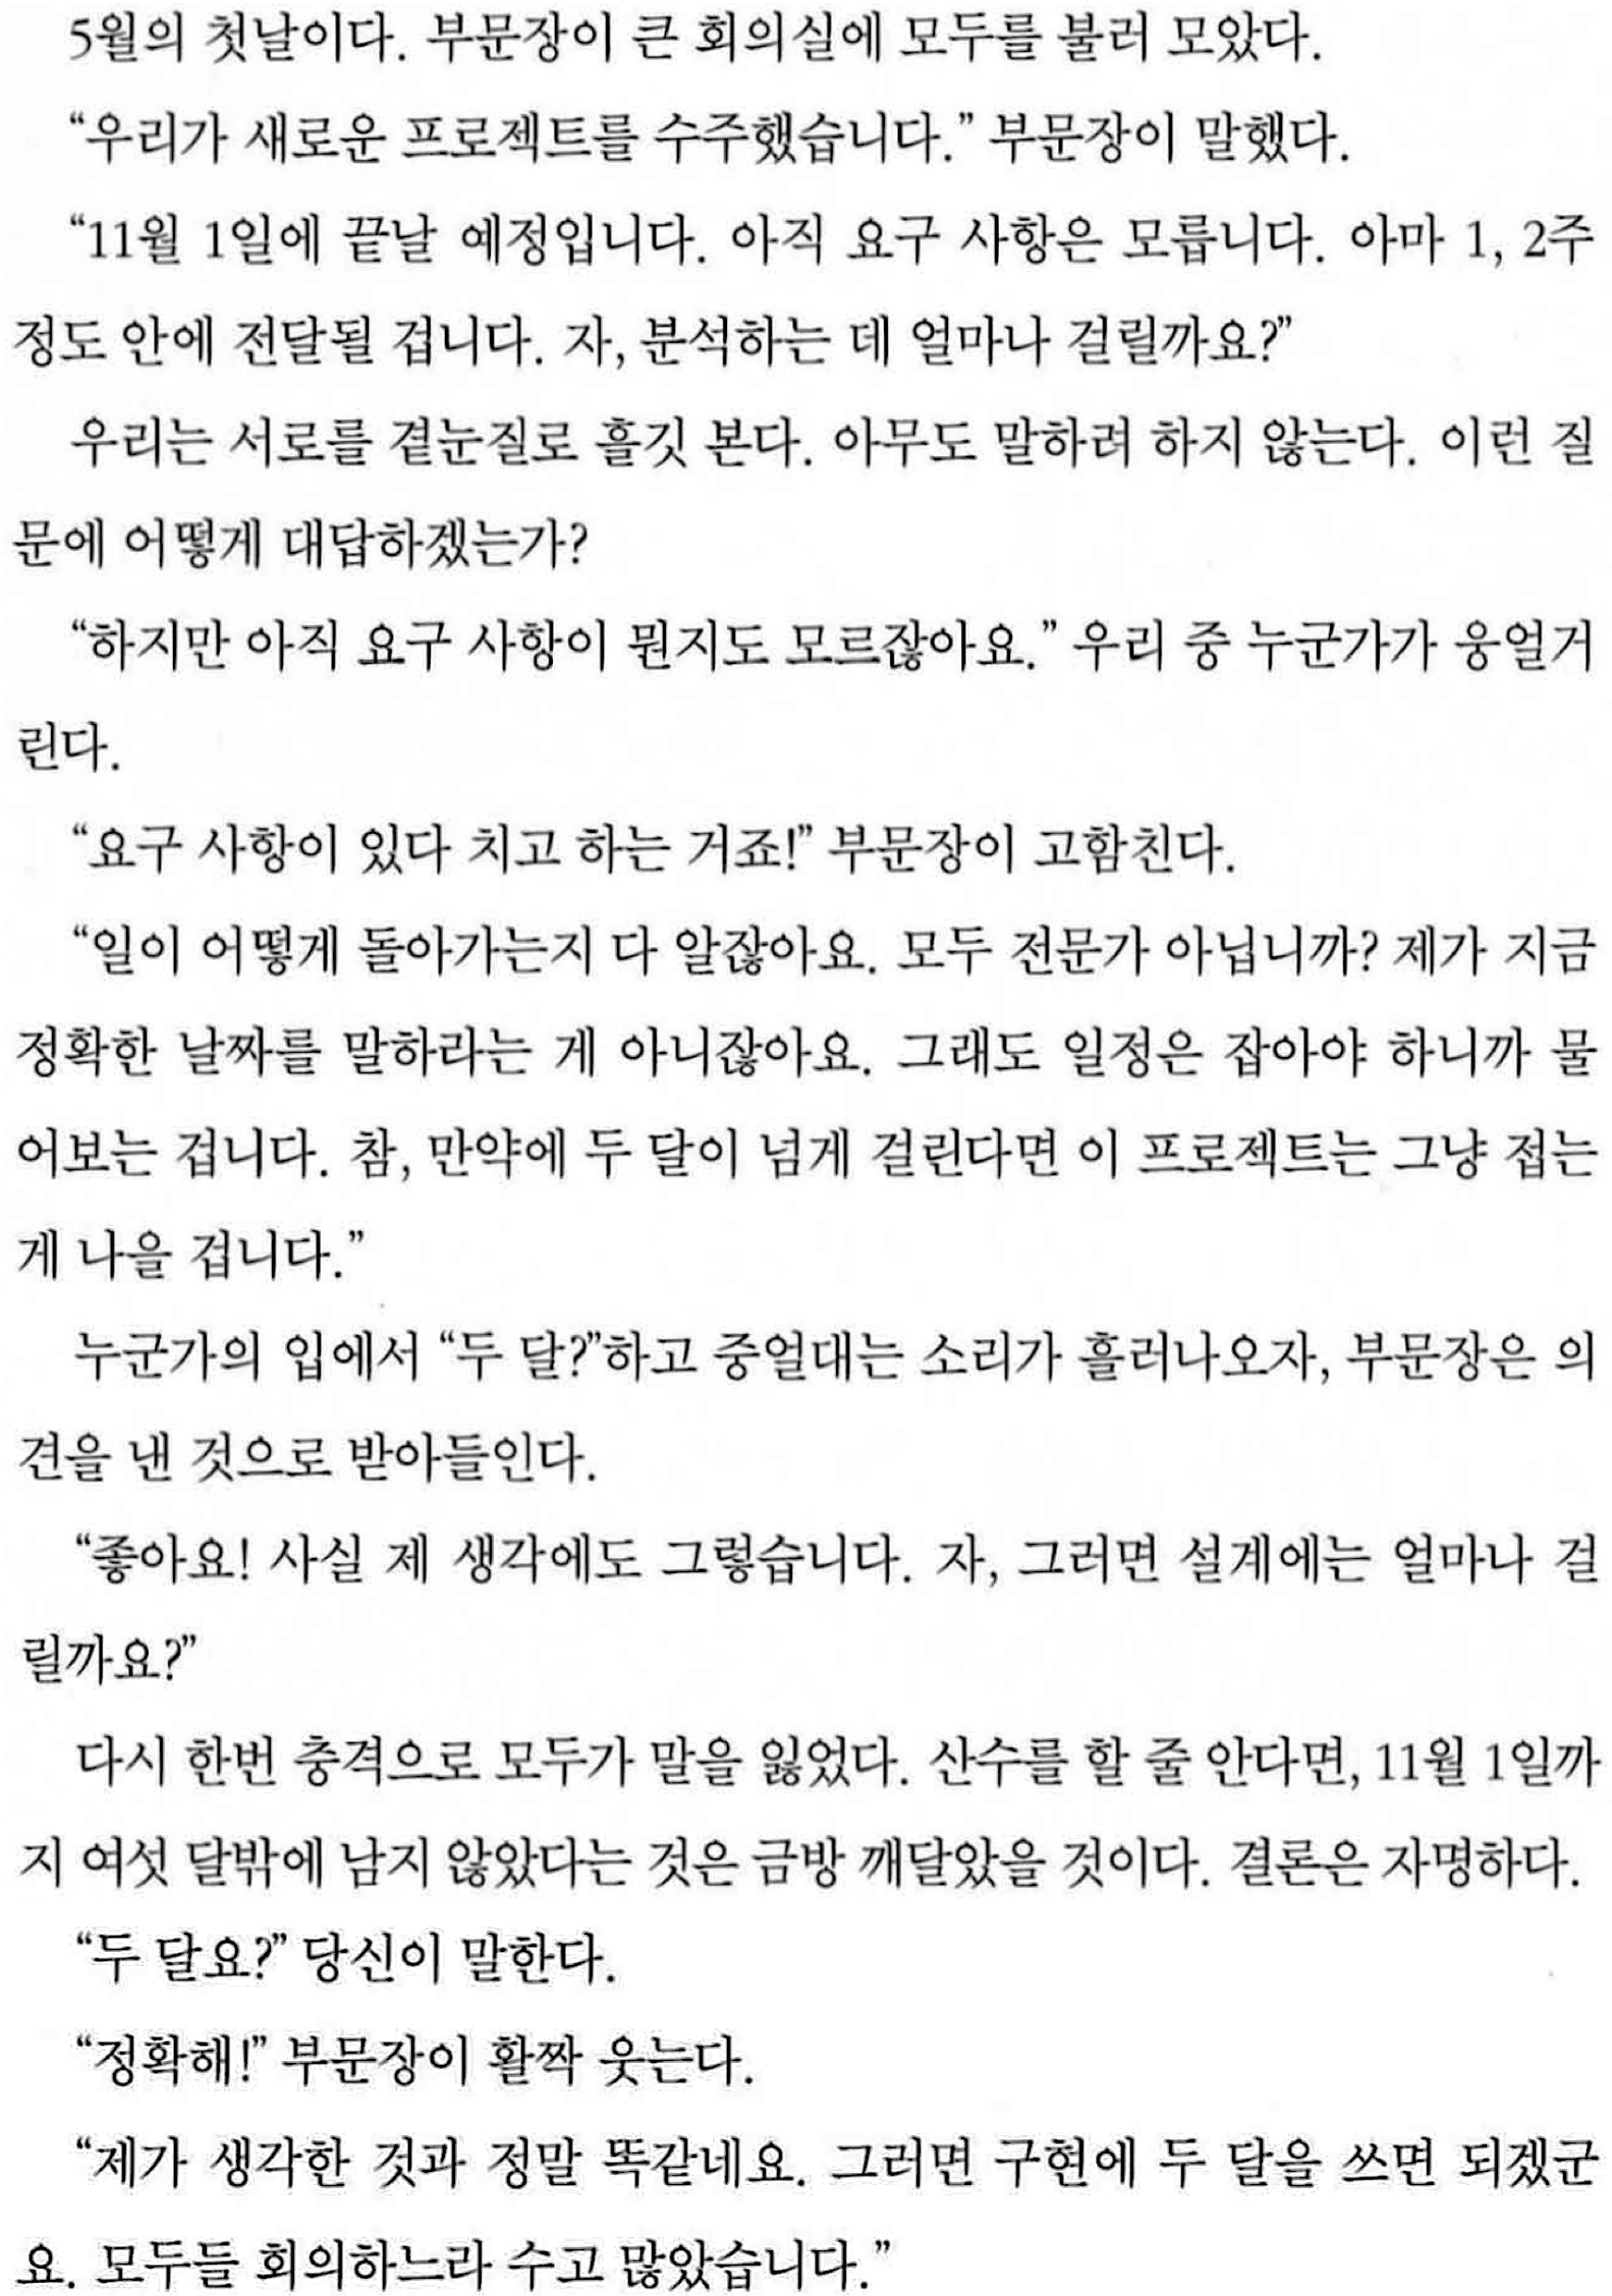 5월의 첫날이다. 부문장이 큰 회의실에 모두를 불러 모았다.
“우리가 새로운 프로젝트를 수주했습니다.” 부문장이 말했다.
“11월 1일에 끝날 예정입니다. 아직 요구 사항은 모릅니다. 아마 1, 2주
정도 안에 전달될 겁니다. 자, 분석하는 데 얼마나 걸릴까요?”
우리는 서로를 곁눈질로 흘깃 본다. 아무도 말하려 하지 않는다. 이런 질
문에 어떻게 대답하겠는가?
“하지만 아직 요구 사항이 뭔지도 모르잖아요.” 우리 중 누군가가 웅얼거
린다.
“요구 사항이 있다 치고 하는 거죠!” 부문장이 고함친다.
“일이 어떻게 돌아가는지 다 알잖아요. 모두 전문가 아닙니까? 제가 지금
정확한 날짜를 말하라는 게 아니잖아요. 그래도 일정은 잡아야 하니까 물
어보는 겁니다. 참, 만약에 두 달이 넘게 걸린다면 이 프로젝트는 그냥 접는
게 나을 겁니다.”
누군가의 입에서 “두 달?”하고 중얼대는 소리가 흘러나오자, 부문장은 의
견을 낸 것으로 받아들인다.
“좋아요! 사실 제 생각에도 그렇습니다. 자, 그러면 설계에는 얼마나 걸
릴까요?”
다시 한번 충격으로 모두가 말을 잃었다. 산수를 할 줄 안다면, 11월 1일까
지 여섯 달밖에 남지 않았다는 것은 금방 깨달았을 것이다. 결론은 자명하다.
“두 달요?” 당신이 말한다.
“정확해!” 부문장이 활짝 웃는다.
“제가 생각한 것과 정말 똑같네요. 그러면 구현에 두 달을 쓰면 되겠군
요. 모두들 회의하느라 수고 많았습니다.”